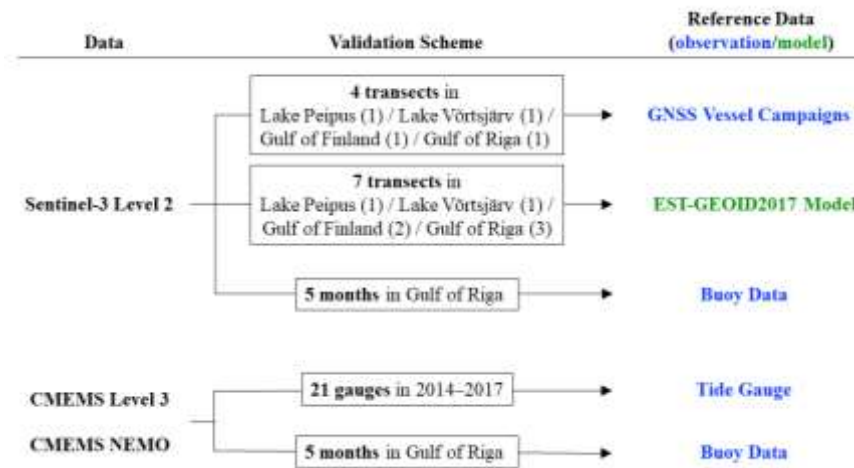 Data
Validation Scheme
Reference Data
(observation/model)
4 transects in
Lake Peipus (1) / Lake Võrtsjärv (1) /
Gulf of Finland (1) / Gulf of Riga (1)
GNSS Vessel Campaigns
Sentinel-3 Level 2
7 transects in
Lake Peipus (1) / Lake Võrtsjärv (1) /
Gulf of Finland (2) / Gulf of Riga (3)
EST-GEOID2017 Model
5 months in Gulf of Riga
Buoy Data
CMEMS Level 3
CMEMS NEMO
21 gauges in 2014–2017
Tide Gauge
5 months in Gulf of Riga
Buoy Data